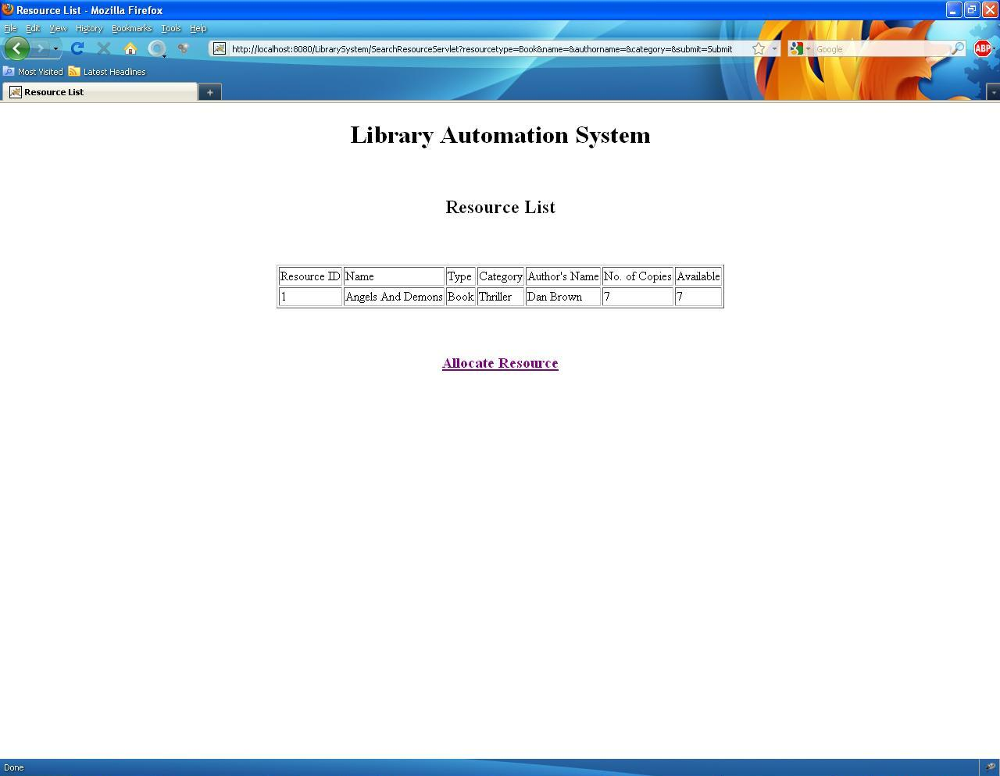 Resource List - Mozilla Firefox
File Edit View History Bookmarks Tools Help
http://localhost:8080/LibrarySystem/SearchResourceServlet?resourcetype=Book&name=&authorname=&category=&submit=Submit Google ABP
Most Visited Latest Headlines
Resource List
Library Automation System
Resource List
Resource ID Name Type Category Author's Name No. of Copies Available
1 Angels And Demons Book Thriller Dan Brown 7 7
Allocate Resource
Done